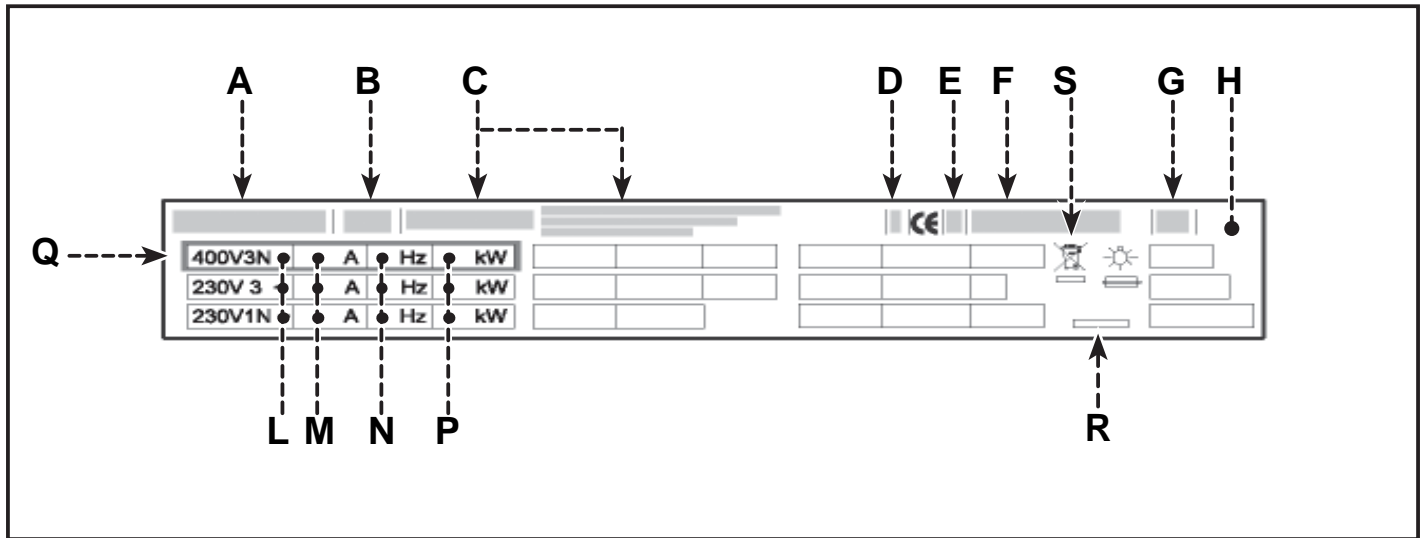 A B C D E F S G H
CE
Q
400V3N A Hz kW
230V 3 A Hz kW
230V1N A Hz kW
L M N P
R